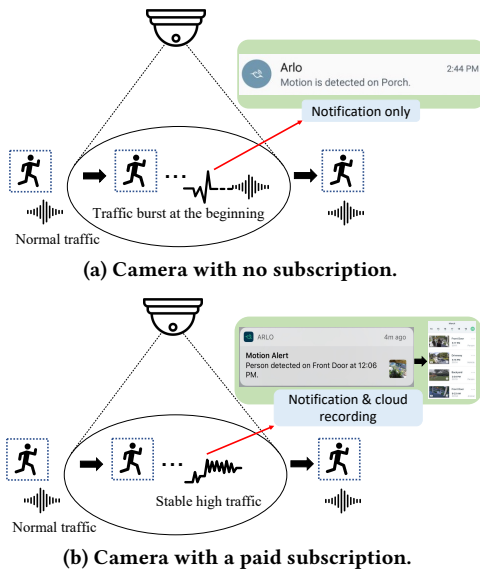 Arlo
2:44 PM
Motion is detected on Porch.
Notification only
...
Traffic burst at the beginning
Normal traffic
(a) Camera with no subscription.
ARLO
4m ago
Motion Alert
Person detected on Front Door at 12:06
PM.
Notification & cloud
recording
...
Stable high traffic
Normal traffic
(b) Camera with a paid subscription.